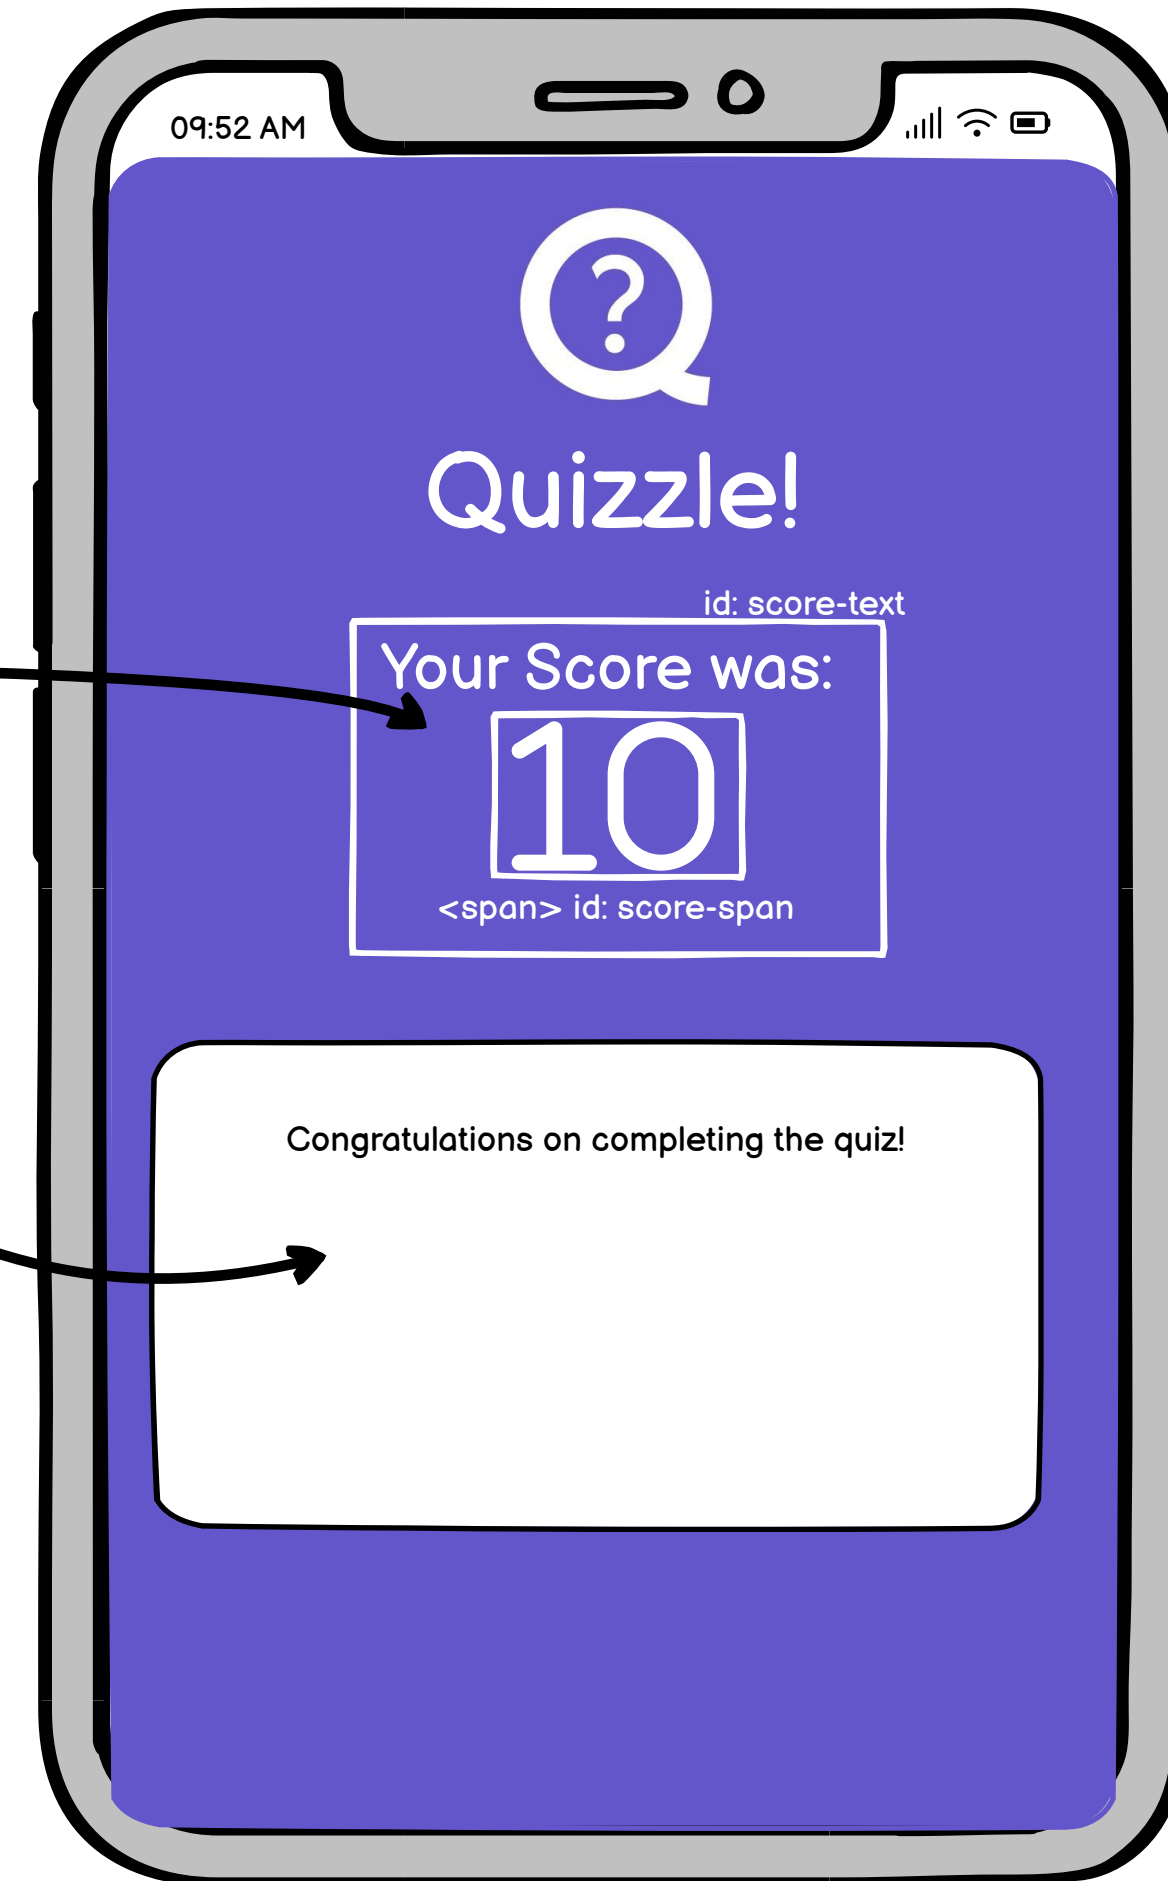 09:52 AM
?
Quizzle!
id: score-text
Your Score was:
10
<span> id: score-span
Congratulations on completing the quiz!